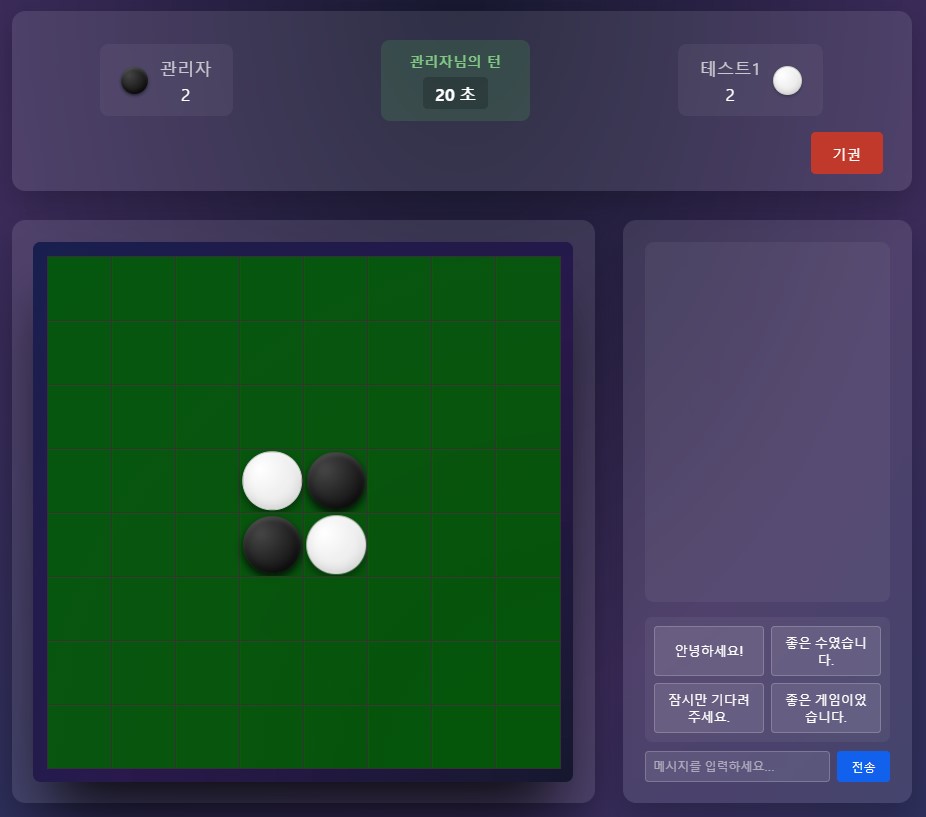 관리자
2
관리자님의 턴
20 초
테스트1
2
기권
안녕하세요!
좋은 수였습니
다.
잠시만 기다려
주세요.
좋은 게임이었
습니다.
메시지를 입력하세요...
전송